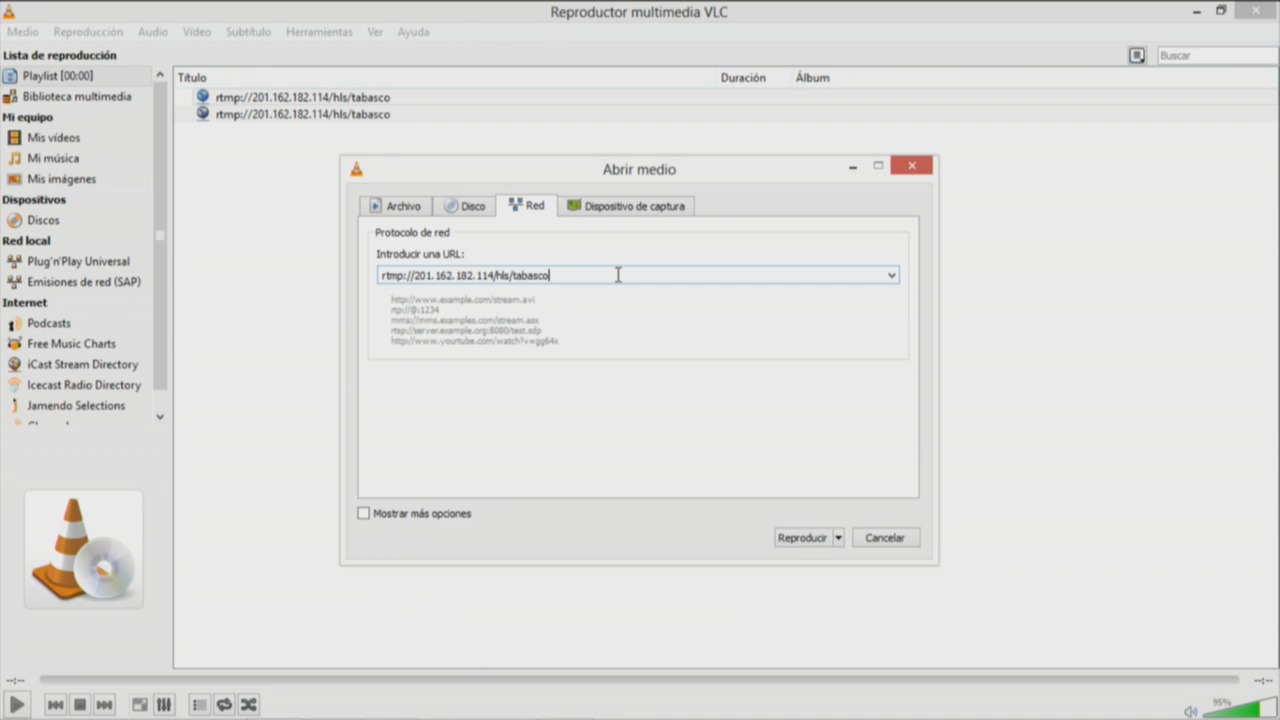 Reproductor multimedia VLC
Medio Reproducción Audio Vídeo Subtítulo Herramientas Ver Ayuda
Lista de reproducción
Buscar
Playlist [00:00]
Título Duración Álbum
Biblioteca multimedia
rtmp://201.162.182.114/hls/tabasco
rtmp://201.162.182.114/hls/tabasco
Mi equipo
Mis vídeos
Mi música
Mis imágenes
Dispositivos
Discos
Red local
Plug'n'Play Universal
Emisiones de red (SAP)
Internet
Podcasts
Free Music Charts
iCast Stream Directory
Icecast Radio Directory
Jamendo Selections
Abrir medio
Archivo Disco Red Dispositivo de captura
Protocolo de red
Introducir una URL:
rtmp://201.162.182.114/hls/tabasco
http://www.example.com/stream.avi
rtp://@:1234
mms://mms.examples.com/stream.asx
rtsp://server.example.org:8080/test.sdp
http://www.yourtube.com/watch?v=gg64x
Mostrar más opciones
Reproducir Cancelar
--:-- --:--
95%